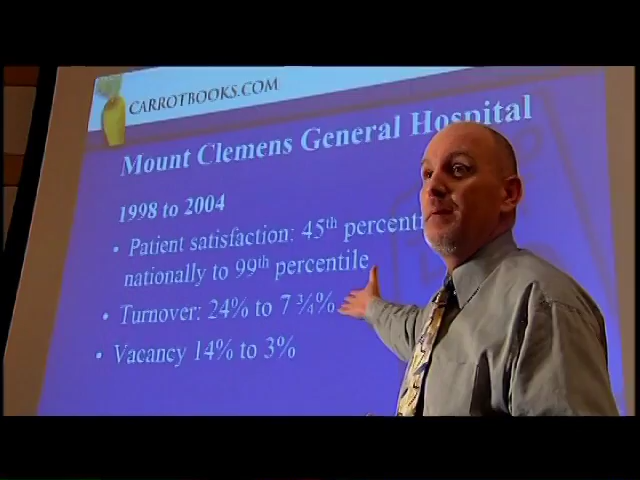 CARROTBOOKS.COM
Mount Clemens General Hospital
1998 to 2004
• Patient satisfaction: 45th
nationally to 99th percentile
• Turnover: 24% to 7 ¾%
• Vacancy 14% to 3%